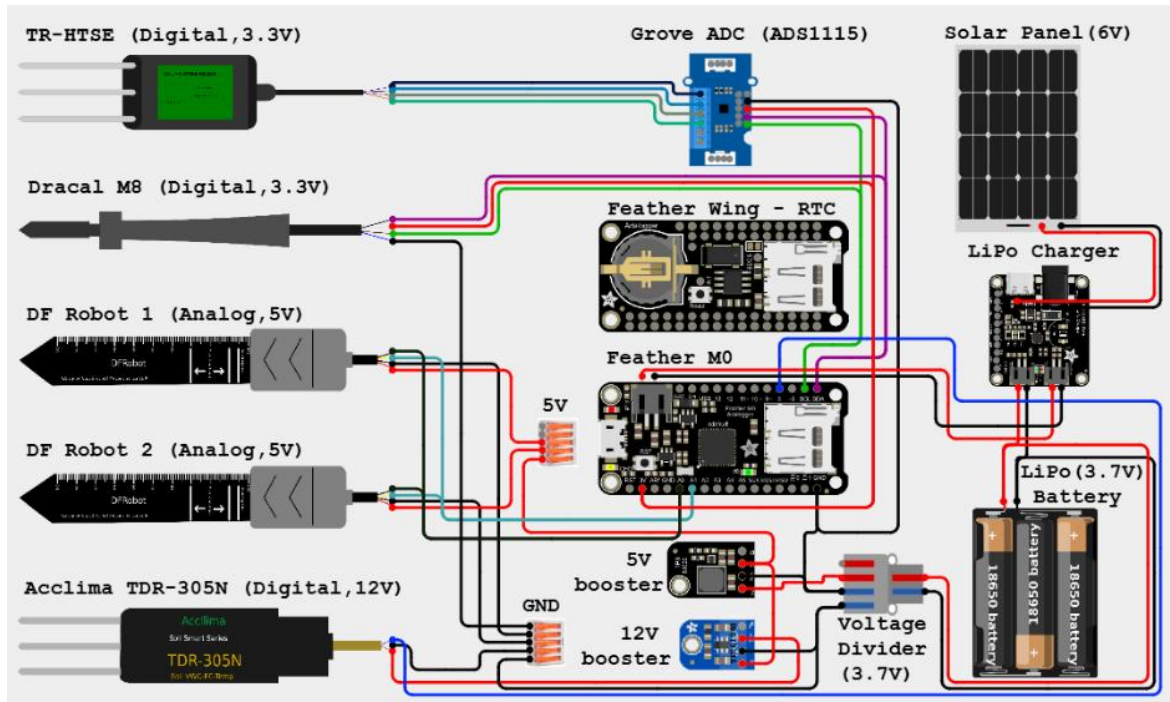 TR-HTSE (Digital,3.3V)
Grove ADC (ADS1115)
Solar Panel(6V)
Dracal M8 (Digital,3.3V)
Feather Wing - RTC
LiPo Charger
DF Robot 1 (Analog,5V)
DFRobot
Feather M0
5V
DF Robot 2 (Analog,5V)
DFRobot
LiPo(3.7V)
Battery
18650 battery
18650 battery
18650 battery
5V
booster
Acclima TDR-305N (Digital,12V)
GND
12V
booster
Voltage
Divider
(3.7V)
Acclima
Soil Smart Series
TDR-305N